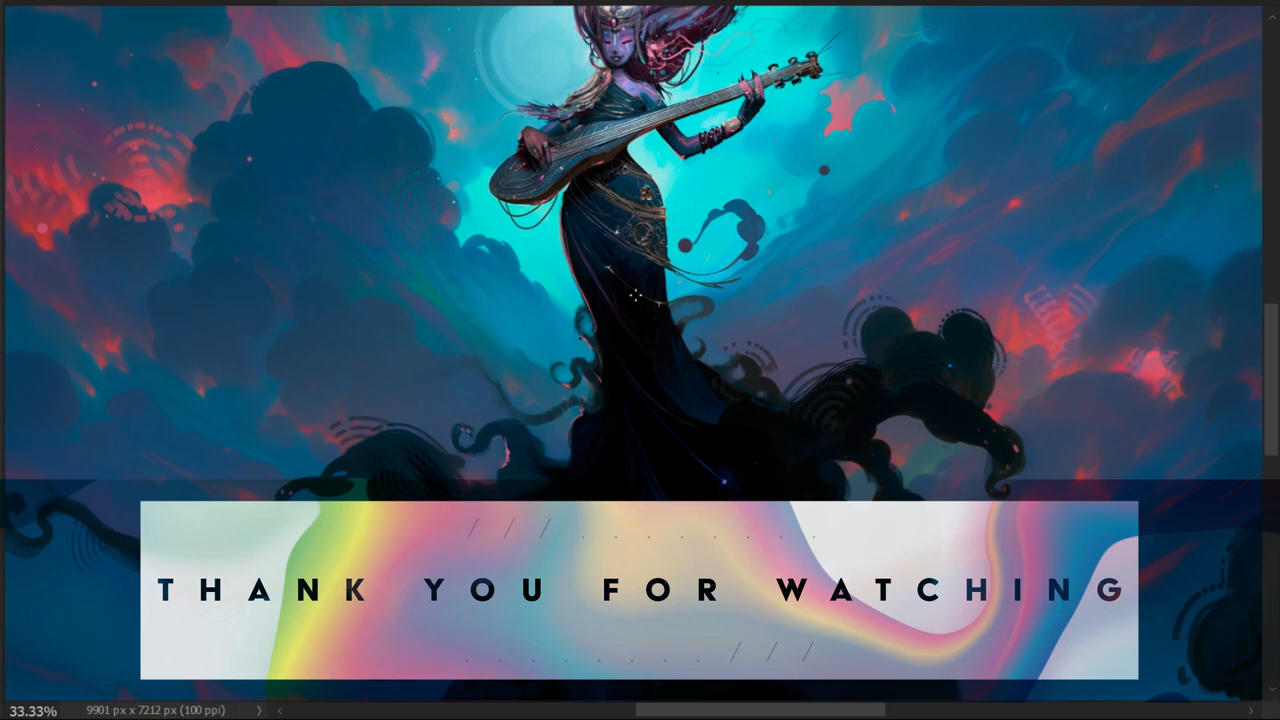 THANK YOU FOR WATCHING
33.33% 9901 px x 7212 px (100 ppi)